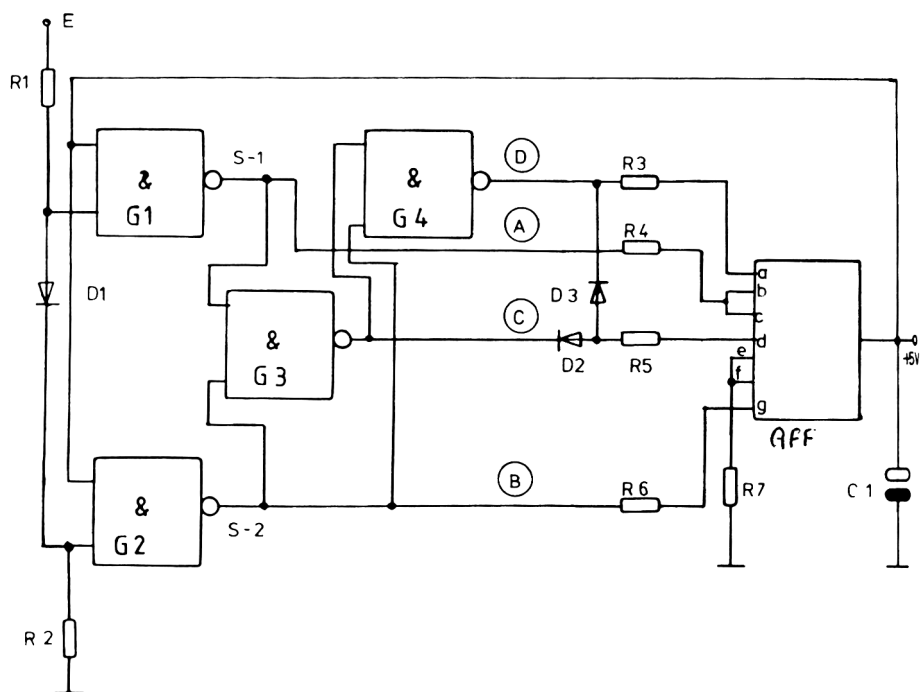 E
R1
&
G1
S-1
&
G4
D
R3
A
R4
D1
&
G3
D3
C
D2
R5
a
b
c
d
e
f
g
+5V
AFF
&
G2
S-2
B
R6
R7
C1
R2